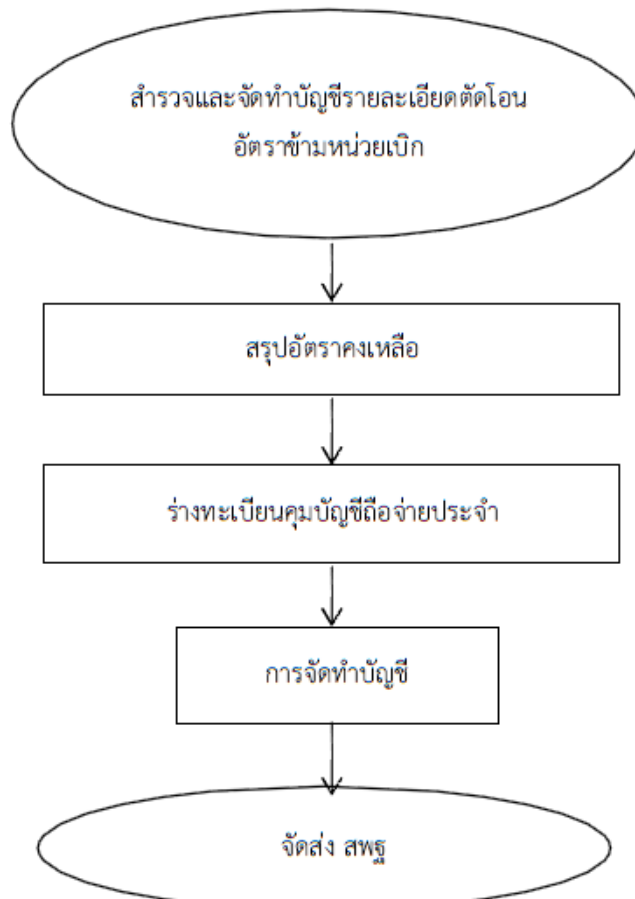 สำรวจและจัดทำบัญชีรายละเอียดตัดโอน
อัตราข้ามหน่วยเบิก
สรุปอัตราคงเหลือ
ร่างทะเบียนคุมบัญชีถือจ่ายประจำ
การจัดทำบัญชี
จัดส่ง สพฐ